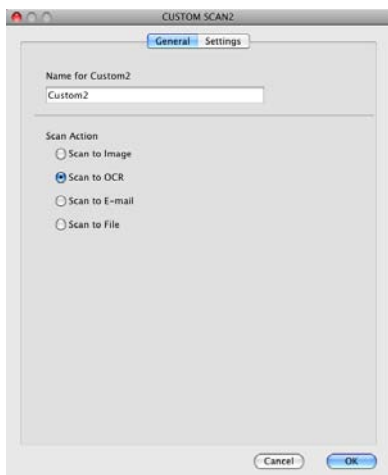 CUSTOM SCAN2
General Settings
Name for Custom2
Custom2
Scan Action
Scan to Image
Scan to OCR
Scan to E-mail
Scan to File
Cancel OK